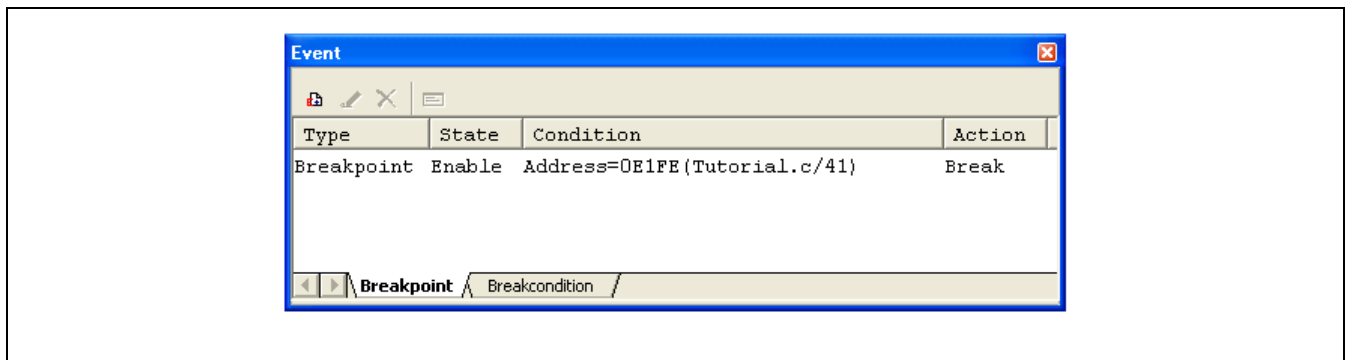 Event
Type State Condition Action
Breakpoint Enable Address=0E1FE(Tutorial.c/41) Break
Breakpoint Breakcondition